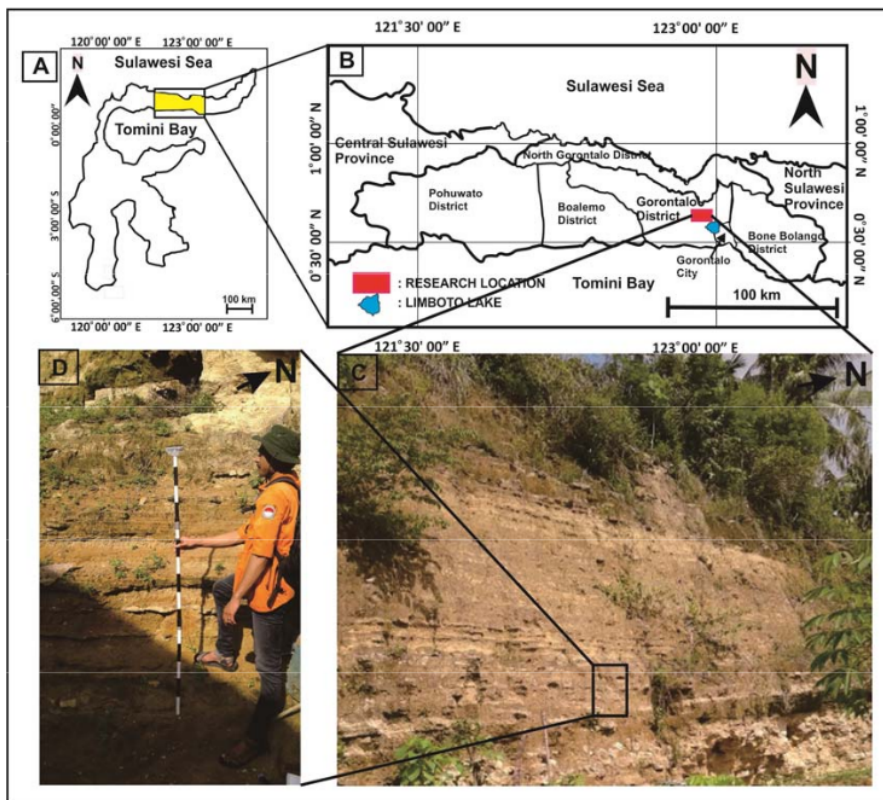 A
120° 00' 00'' E 123° 00' 00'' E
N
Sulawesi Sea
Tomini Bay
0° 00' 00''
3° 00' 00'' S
6° 00' 00'' S
100 km
120° 00' 00'' E 123° 00' 00'' E
B
121° 30' 00'' E 123° 00' 00'' E
N
Sulawesi Sea
Central Sulawesi
Province
North Gorontalo District
North
Sulawesi
Province
Pohuwato
District
Boalemo
District
Gorontalo
District
Bone Bolango
District
Gorontalo
City
Tomini Bay
: RESEARCH LOCATION
: LIMBOTO LAKE
100 km
1° 00' 00'' N
0° 30' 00'' N
1° 00' 00'' N
0° 30' 00'' N
121° 30' 00'' E 123° 00' 00'' E
D
N
C
N